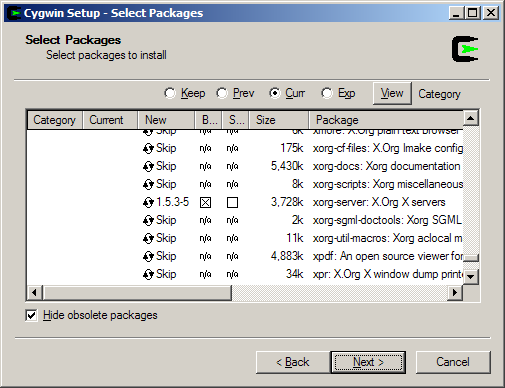 Cygwin Setup - Select Packages
Select Packages
Select packages to install
Keep Prev Curr Exp View Category
Category Current New B... S... Size Package
Skip n/a n/a 6k xmore: X.Org plain text browser
Skip n/a n/a 175k xorg-cf-files: X.Org Imake config
Skip n/a n/a 5,430k xorg-docs: Xorg documentation
Skip n/a n/a 8k xorg-scripts: Xorg miscellaneous
1.5.3-5 3,728k xorg-server: X.Org X servers
Skip n/a n/a 2k xorg-sgml-doctools: Xorg SGML
Skip n/a n/a 11k xorg-util-macros: Xorg aclocal m
Skip n/a n/a 4,883k xpdf: An open source viewer for
Skip n/a n/a 34k xpr: X.Org X window dump printe
Hide obsolete packages
< Back Next > Cancel